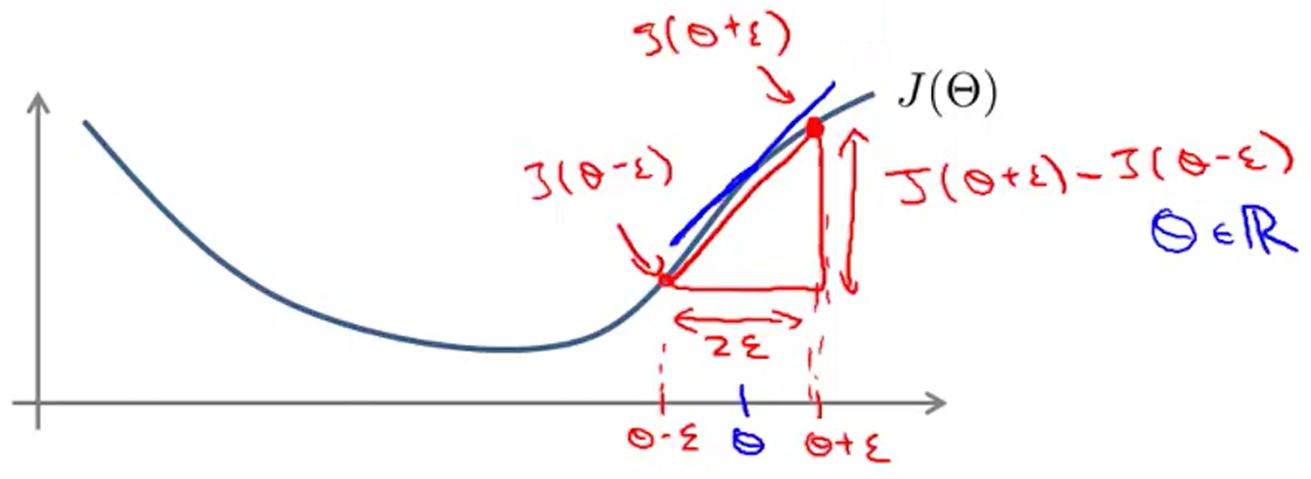 J(θ+ε)
J(Θ)
J(θ-ε)
J(θ+ε)-J(θ-ε)
θ ∈ ℝ
2ε
θ-ε θ θ+ε